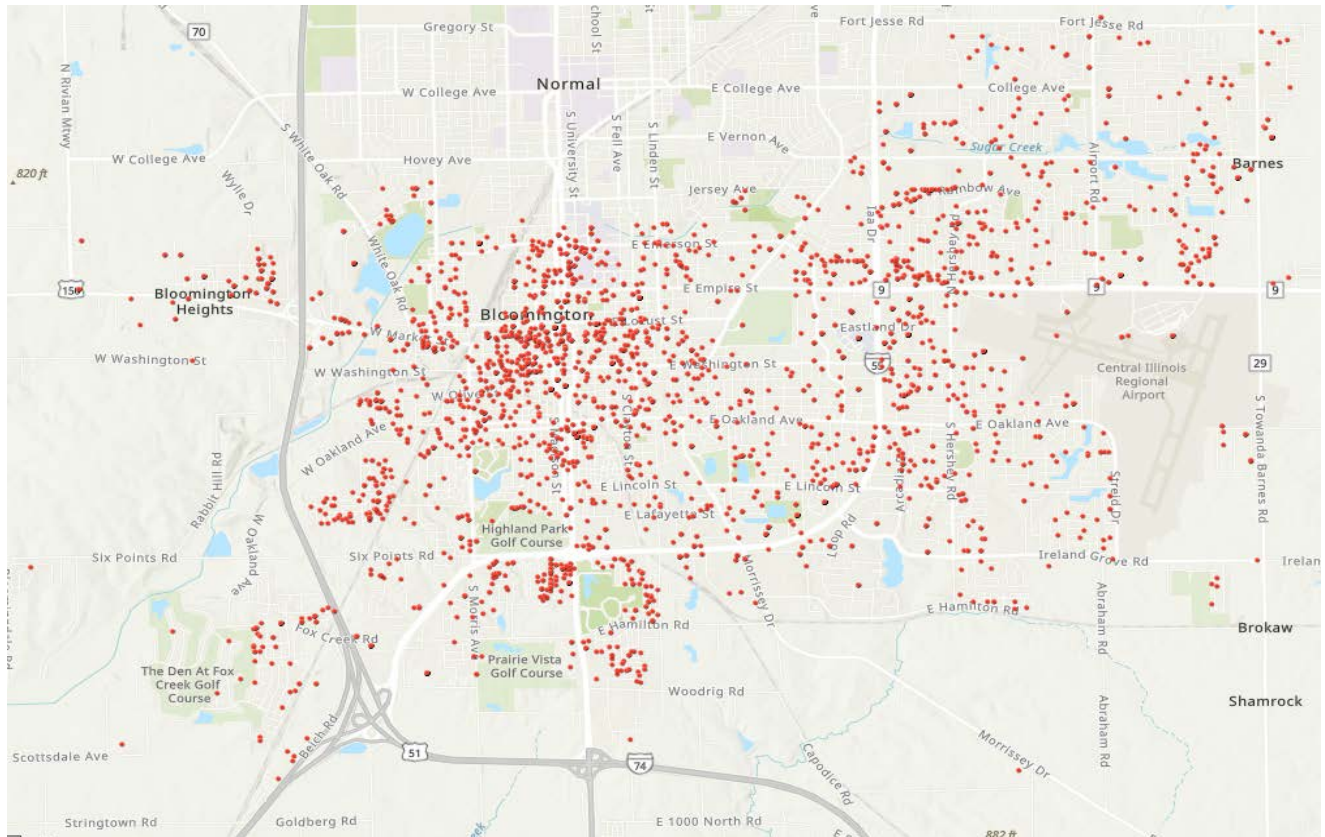 70
Gregory St
Fort Jesse Rd
Fort Jesse Rd
N Rivian Mtwy
Normal
W College Ave
E College Ave
College Ave
S White Oak Rd
S University St
S Fell Ave
S Linden St
E Vernon Ave
W College Ave
Hovey Ave
Sugar Creek
Airport Rd
Barnes
820 ft
Wylie Dr
Jersey Ave
Iaa Dr
N Hershey Rd
White Oak Rd
E Emerson St
150
Bloomington
Heights
E Empire St
9
9
9
Bloomington
W Washington St
W Washington St
E Washington St
Eastland Dr
55
29
Central Illinois
Regional
Airport
W Oakland Ave
S Clayton St
E Oakland Ave
E Oakland Ave
S Hershey Rd
S Towanda Barnes Rd
Rabbit Hill Rd
W Oakland Ave
E Lincoln St
E Lincoln St
Streid Dr
E Lafayette St
Highland Park
Golf Course
Loop Rd
Six Points Rd
Six Points Rd
Ireland Grove Rd
Irelan
S Morris Ave
Morrissey Dr
Abraham Rd
E Hamilton Rd
E Hamilton Rd
Brokaw
Fox Creek Rd
The Den At Fox
Creek Golf
Course
Prairie Vista
Golf Course
Woodrig Rd
Abraham Rd
Shamrock
Scottsdale Ave
Belch Rd
51
74
Capodice Rd
Morrissey Dr
Stringtown Rd
Goldberg Rd
E 1000 North Rd
882 ft